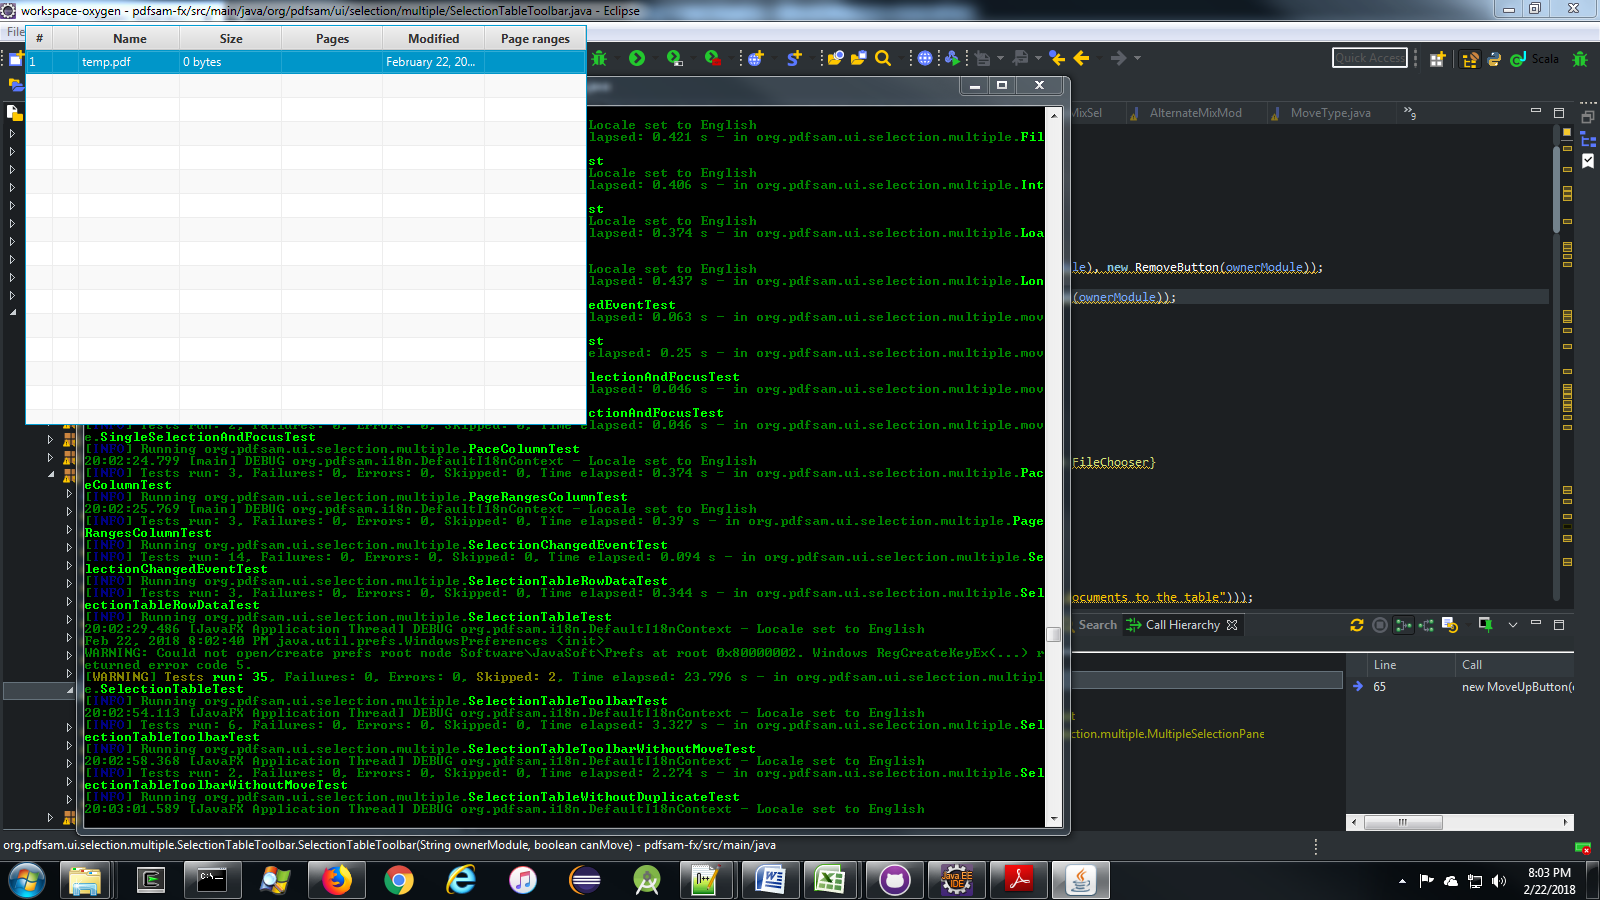 workspace-oxygen - pdfsam-fx/src/main/java/org/pdfsam/ui/selection/multiple/SelectionTableToolbar.java - Eclipse
File
# Name Size Pages Modified Page ranges
1 temp.pdf 0 bytes February 22, 20...
Quick Access
Scala
MixSel AlternateMixMod MoveType.java »9
Locale set to English
lapsed: 0.421 s - in org.pdfsam.ui.selection.multiple.Fil
st
Locale set to English
lapsed: 0.406 s - in org.pdfsam.ui.selection.multiple.Int
st
Locale set to English
lapsed: 0.374 s - in org.pdfsam.ui.selection.multiple.Loa
Locale set to English
lapsed: 0.437 s - in org.pdfsam.ui.selection.multiple.Lon
edEventTest
lapsed: 0.063 s - in org.pdfsam.ui.selection.multiple.mov
st
elapsed: 0.25 s - in org.pdfsam.ui.selection.multiple.mov
lectionAndFocusTest
lapsed: 0.046 s - in org.pdfsam.ui.selection.multiple.mov
ctionAndFocusTest
[INFO] Tests run: 2, Failures: 0, Errors: 0, Skipped: 0, Time elapsed: 0.046 s - in org.pdfsam.ui.selection.multiple.mov
e.SingleSelectionAndFocusTest
[INFO] Running org.pdfsam.ui.selection.multiple.PaceColumnTest
20:02:24.799 [main] DEBUG org.pdfsam.i18n.DefaultI18nContext - Locale set to English
[INFO] Tests run: 3, Failures: 0, Errors: 0, Skipped: 0, Time elapsed: 0.374 s - in org.pdfsam.ui.selection.multiple.Pac
eColumnTest
[INFO] Running org.pdfsam.ui.selection.multiple.PageRangesColumnTest
20:02:25.769 [main] DEBUG org.pdfsam.i18n.DefaultI18nContext - Locale set to English
[INFO] Tests run: 3, Failures: 0, Errors: 0, Skipped: 0, Time elapsed: 0.39 s - in org.pdfsam.ui.selection.multiple.Page
RangesColumnTest
[INFO] Running org.pdfsam.ui.selection.multiple.SelectionChangedEventTest
[INFO] Tests run: 14, Failures: 0, Errors: 0, Skipped: 0, Time elapsed: 0.094 s - in org.pdfsam.ui.selection.multiple.Se
lectionChangedEventTest
[INFO] Running org.pdfsam.ui.selection.multiple.SelectionTableRowDataTest
[INFO] Tests run: 3, Failures: 0, Errors: 0, Skipped: 0, Time elapsed: 0.344 s - in org.pdfsam.ui.selection.multiple.Sel
ectionTableRowDataTest
[INFO] Running org.pdfsam.ui.selection.multiple.SelectionTableTest
20:02:29.486 [JavaFX Application Thread] DEBUG org.pdfsam.i18n.DefaultI18nContext - Locale set to English
Feb 22, 2018 8:02:40 PM java.util.prefs.WindowsPreferences <init>
WARNING: Could not open/create prefs root node Software\JavaSoft\Prefs at root 0x80000002. Windows RegCreateKeyEx(...) r
eturned error code 5.
[WARNING] Tests run: 35, Failures: 0, Errors: 0, Skipped: 2, Time elapsed: 23.796 s - in org.pdfsam.ui.selection.multipl
e.SelectionTableTest
[INFO] Running org.pdfsam.ui.selection.multiple.SelectionTableToolbarTest
20:02:54.113 [JavaFX Application Thread] DEBUG org.pdfsam.i18n.DefaultI18nContext - Locale set to English
[INFO] Tests run: 6, Failures: 0, Errors: 0, Skipped: 0, Time elapsed: 3.327 s - in org.pdfsam.ui.selection.multiple.Sel
ectionTableToolbarTest
[INFO] Running org.pdfsam.ui.selection.multiple.SelectionTableToolbarWithoutMoveTest
20:02:58.368 [JavaFX Application Thread] DEBUG org.pdfsam.i18n.DefaultI18nContext - Locale set to English
[INFO] Tests run: 2, Failures: 0, Errors: 0, Skipped: 0, Time elapsed: 2.274 s - in org.pdfsam.ui.selection.multiple.Sel
ectionTableToolbarWithoutMoveTest
[INFO] Running org.pdfsam.ui.selection.multiple.SelectionTableWithoutDuplicateTest
20:03:01.589 [JavaFX Application Thread] DEBUG org.pdfsam.i18n.DefaultI18nContext - Locale set to English
le), new RemoveButton(ownerModule));
(ownerModule));
FileChooser}
ocuments to the table")));
Search Call Hierarchy
Line Call
65 new MoveUpButton(
t
ction.multiple.MultipleSelectionPane
org.pdfsam.ui.selection.multiple.SelectionTableToolbar.SelectionTableToolbar(String ownerModule, boolean canMove) - pdfsam-fx/src/main/java
Java EE
IDE
8:03 PM
2/22/2018